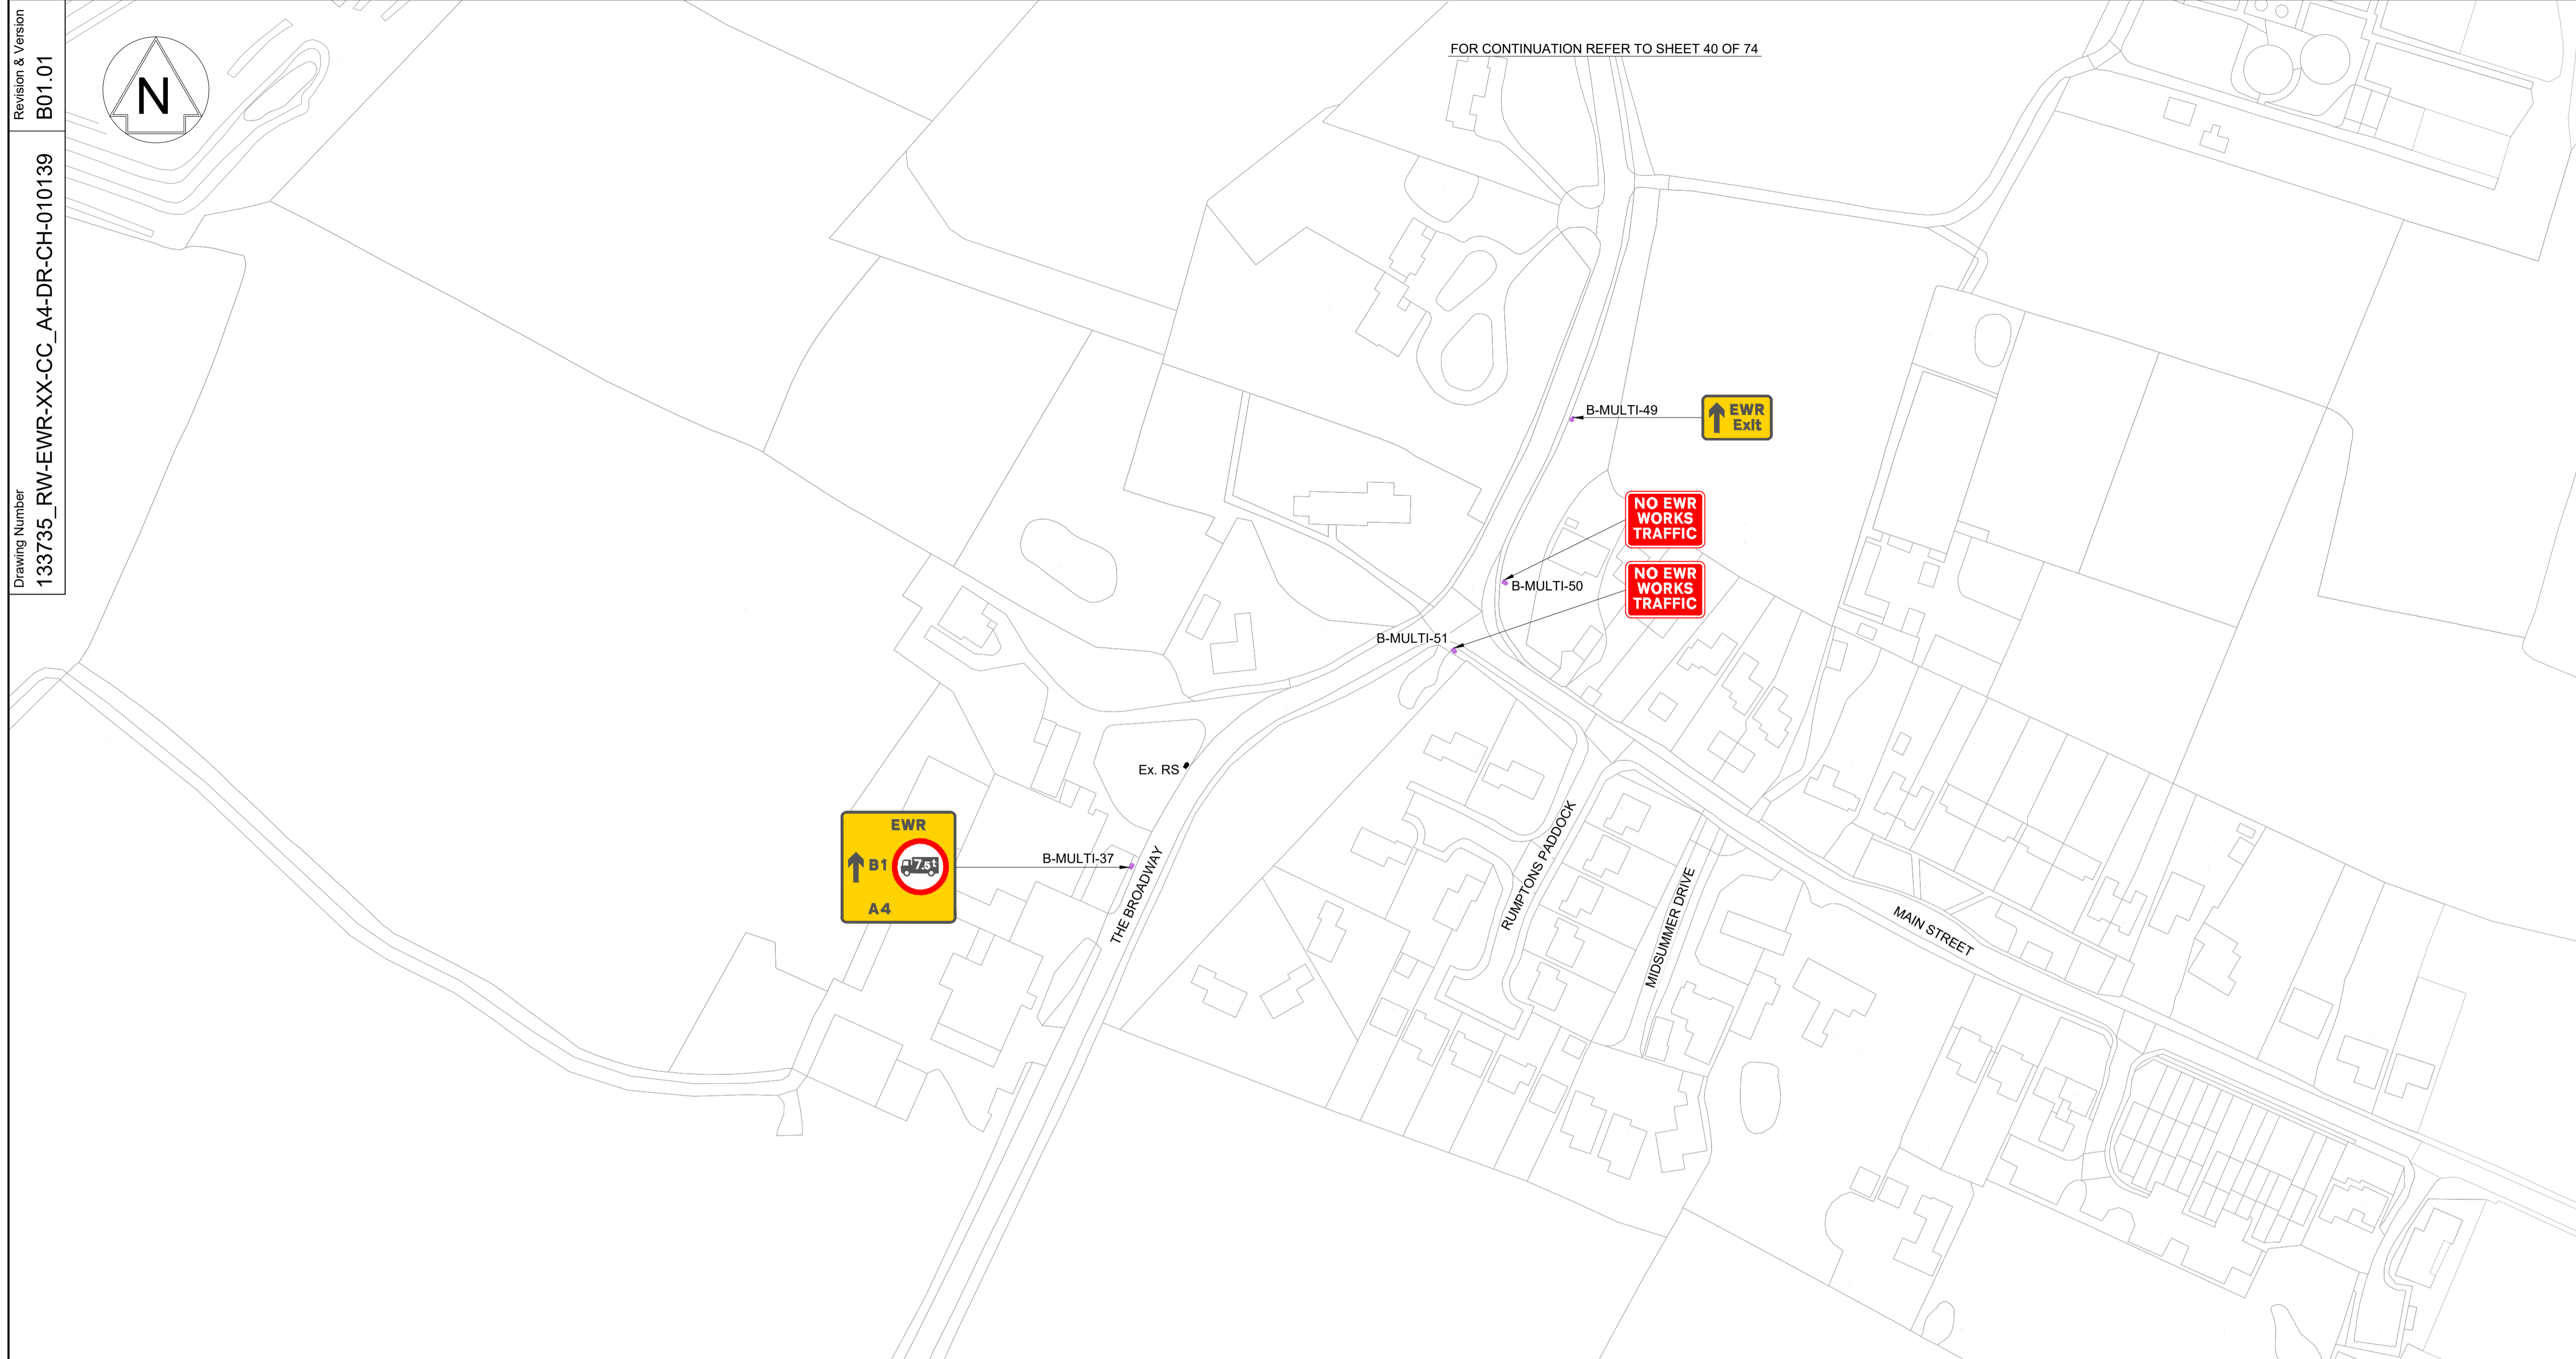 Revision & Version
B01.01
Drawing Number
133735_RW-EWR-XX-CC_A4-DR-CH-010139
N
FOR CONTINUATION REFER TO SHEET 40 OF 74
B-MULTI-49
EWR
Exit
NO EWR
WORKS
TRAFFIC
B-MULTI-50
NO EWR
WORKS
TRAFFIC
B-MULTI-51
Ex. RS
EWR
B1
7.5t
A4
B-MULTI-37
THE BROADWAY
RUMPTONS PADDOCK
MIDSUMMER DRIVE
MAIN STREET